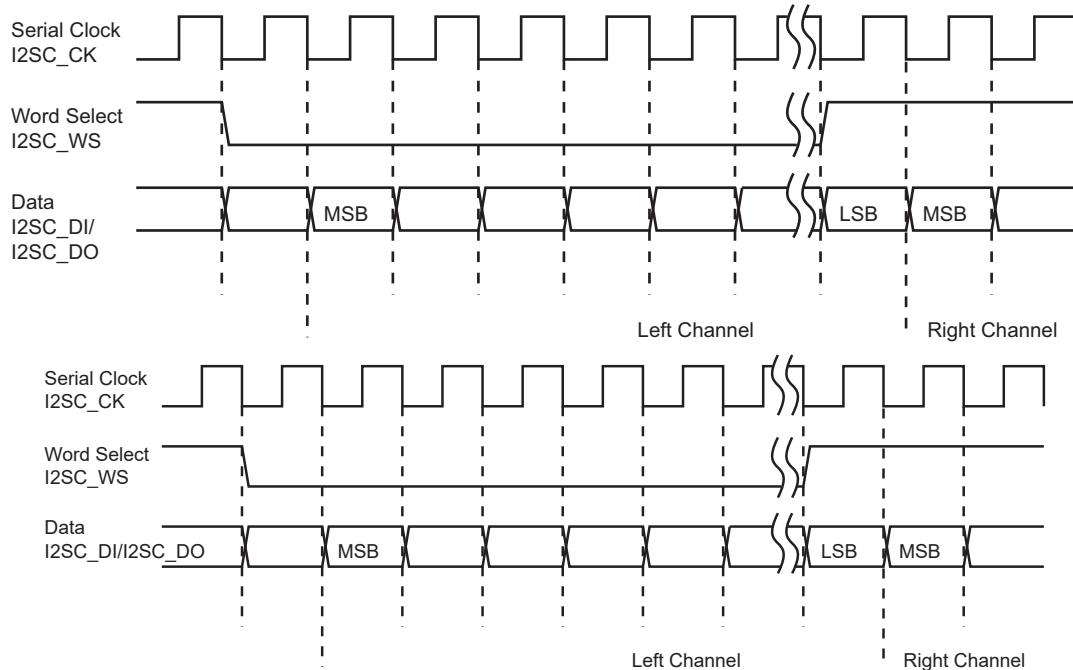 Serial Clock
I2SC_CK
Word Select
I2SC_WS
Data
I2SC_DI/
I2SC_DO
MSB
LSB
MSB
Left Channel
Right Channel
Serial Clock
I2SC_CK
Word Select
I2SC_WS
Data
I2SC_DI/I2SC_DO
MSB
LSB
MSB
Left Channel
Right Channel